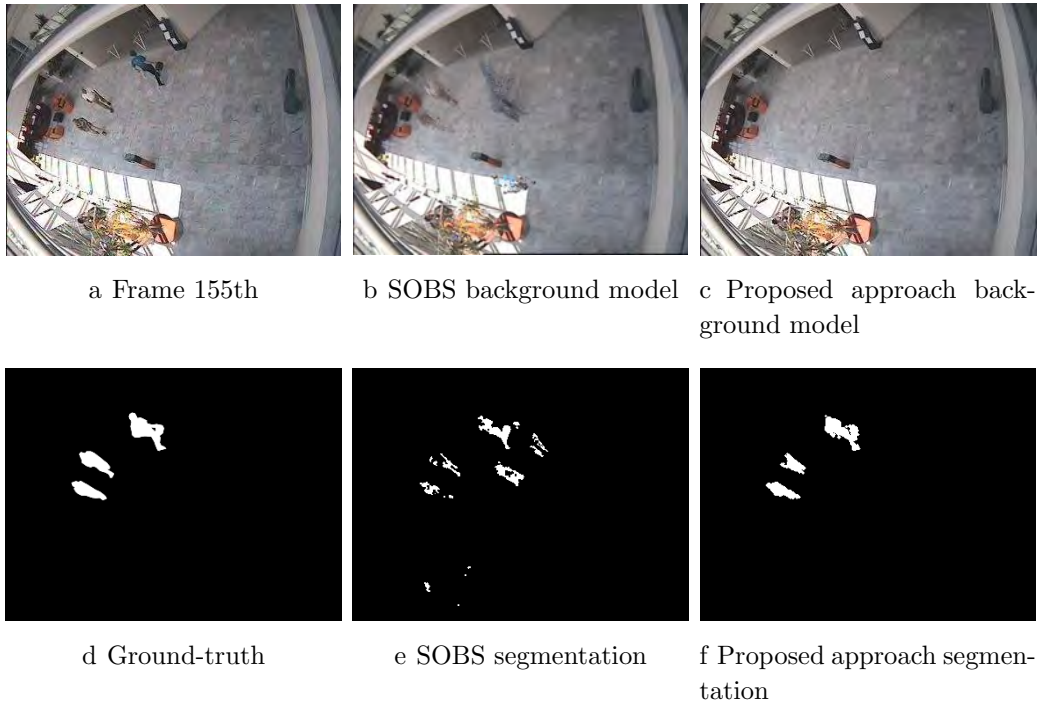 a Frame 155th
b SOBS background model
c Proposed approach back-
ground model
d Ground-truth
e SOBS segmentation
f Proposed approach segmen-
tation